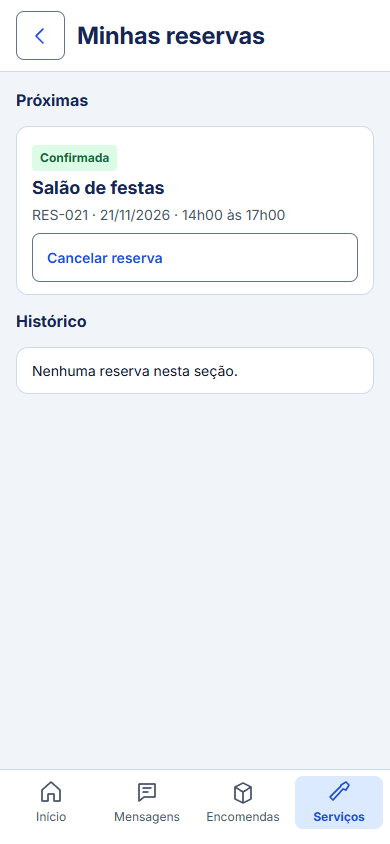 Minhas reservas
Próximas
Confirmada
Salão de festas
RES-021 · 21/11/2026 · 14h00 às 17h00
Cancelar reserva
Histórico
Nenhuma reserva nesta seção.
Início
Mensagens
Encomendas
Serviços